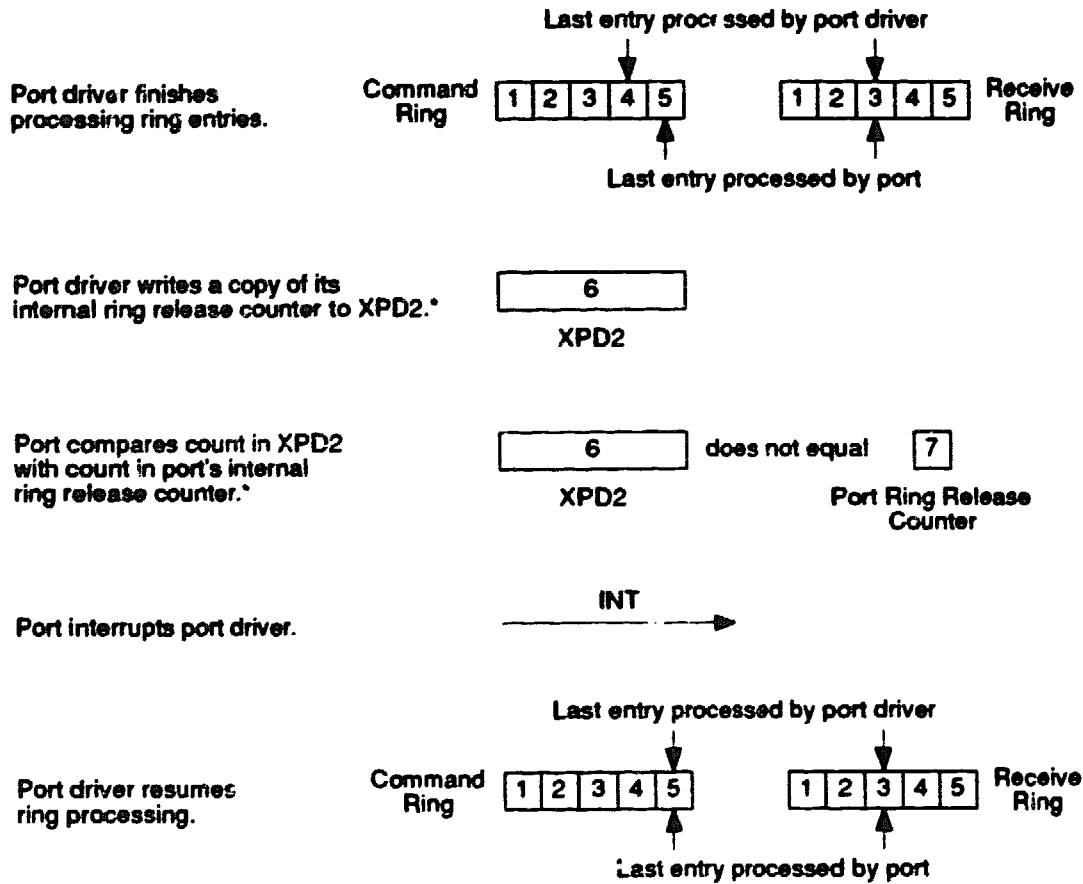 Last entry processed by port driver
Port driver finishes
processing ring entries.
Command
Ring
1 2 3 4 5
1 2 3 4 5
Receive
Ring
Last entry processed by port
Port driver writes a copy of its
internal ring release counter to XPD2.*
6
XPD2
Port compares count in XPD2
with count in port's internal
ring release counter.*
6
does not equal
7
XPD2
Port Ring Release
Counter
Port interrupts port driver.
INT
Last entry processed by port driver
Port driver resumes
ring processing.
Command
Ring
1 2 3 4 5
1 2 3 4 5
Receive
Ring
Last entry processed by port